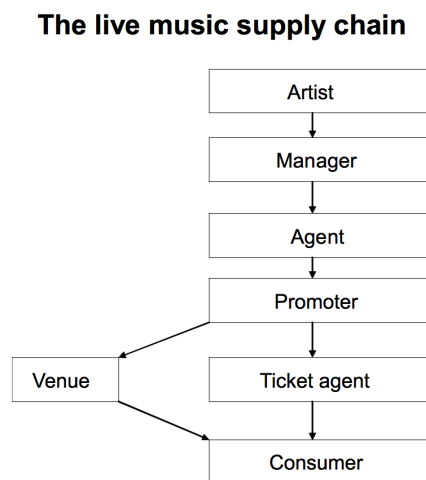 The live music supply chain
Artist
Manager
Agent
Promoter
Venue
Ticket agent
Consumer